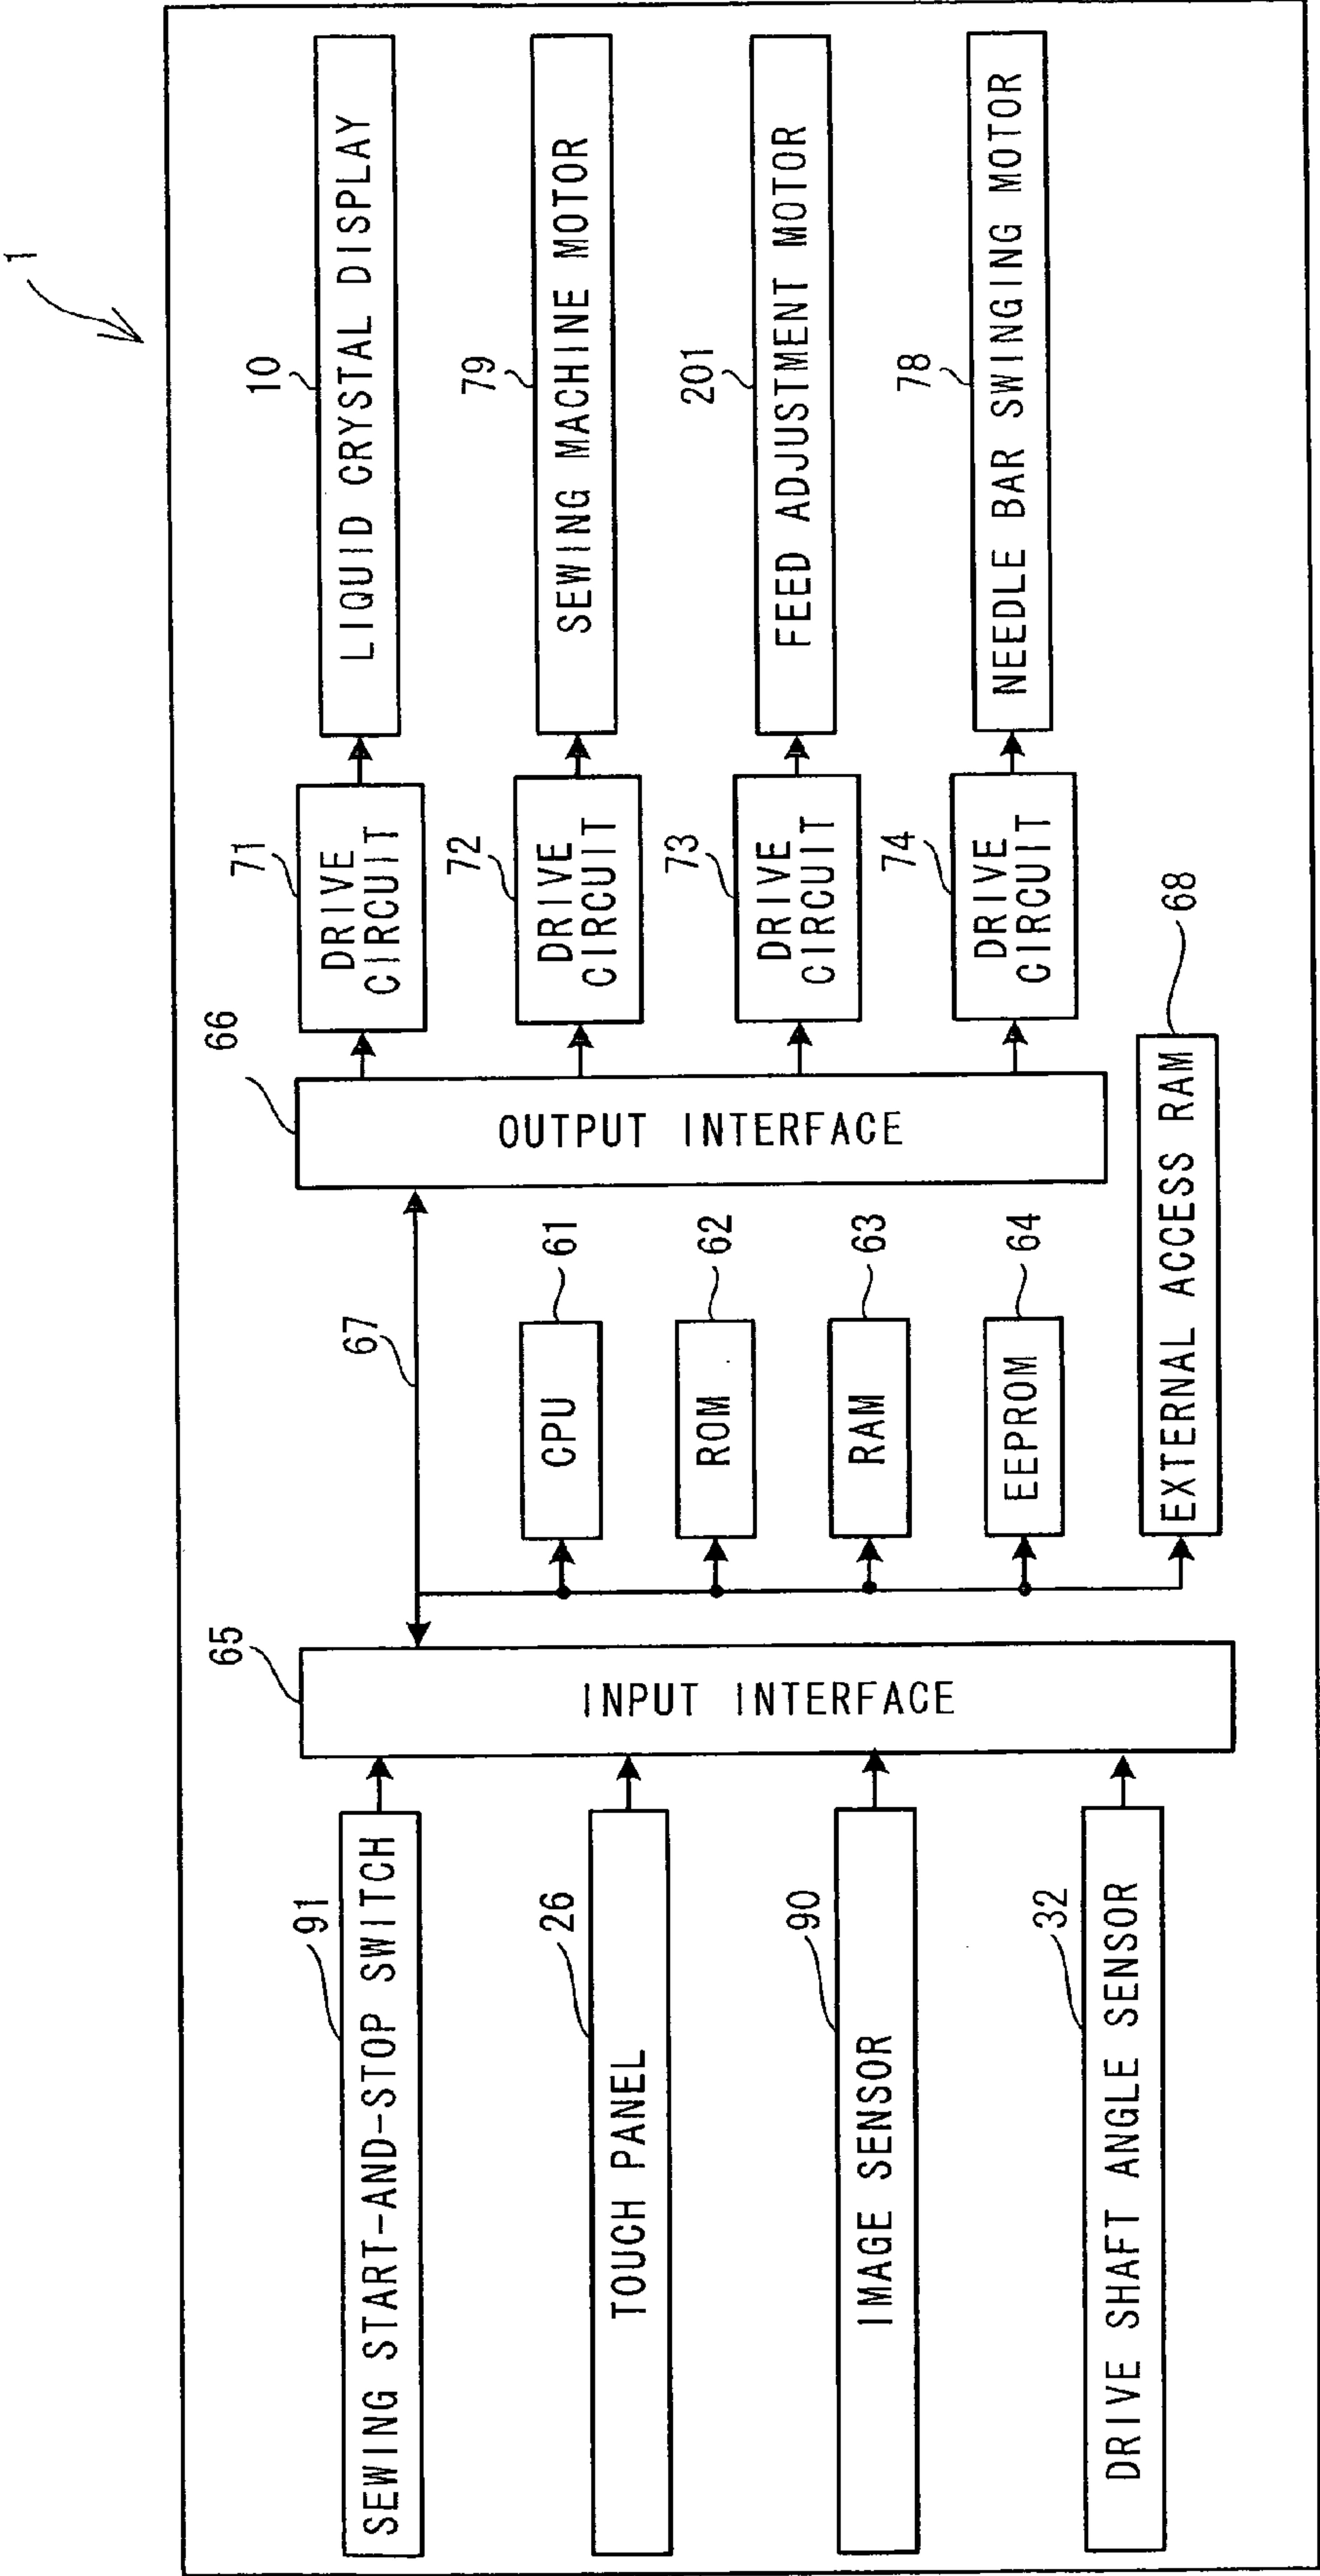 1
91
SEWING START-AND-STOP SWITCH
26
TOUCH PANEL
90
IMAGE SENSOR
32
DRIVE SHAFT ANGLE SENSOR
65
INPUT INTERFACE
67
CPU
61
ROM
62
RAM
63
EEPROM
64
EXTERNAL ACCESS RAM
68
66
OUTPUT INTERFACE
71
DRIVE
CIRCUIT
10
LIQUID CRYSTAL DISPLAY
72
DRIVE
CIRCUIT
79
SEWING MACHINE MOTOR
73
DRIVE
CIRCUIT
201
FEED ADJUSTMENT MOTOR
74
DRIVE
CIRCUIT
78
NEEDLE BAR SWINGING MOTOR